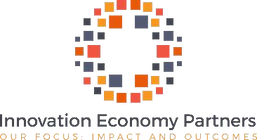 Innovation Economy Partners
OUR FOCUS: IMPACT AND OUTCOMES